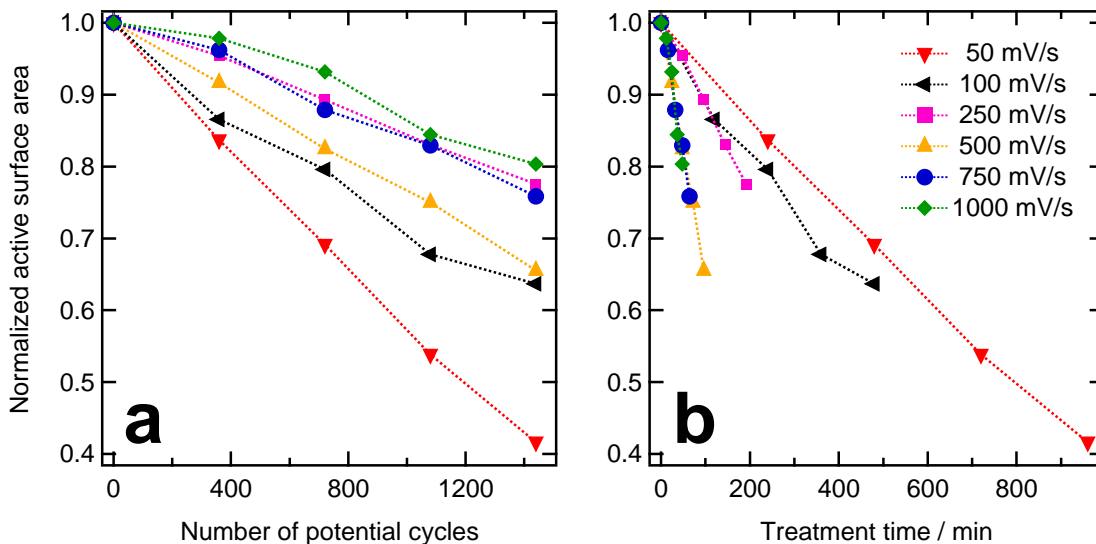 Normalized active surface area
1.0
0.9
0.8
0.7
0.6
0.5
0.4
0
400
800
1200
a
Number of potential cycles
1.0
0.9
0.8
0.7
0.6
0.5
0.4
0
200
400
600
800
b
Treatment time / min
50 mV/s
100 mV/s
250 mV/s
500 mV/s
750 mV/s
1000 mV/s